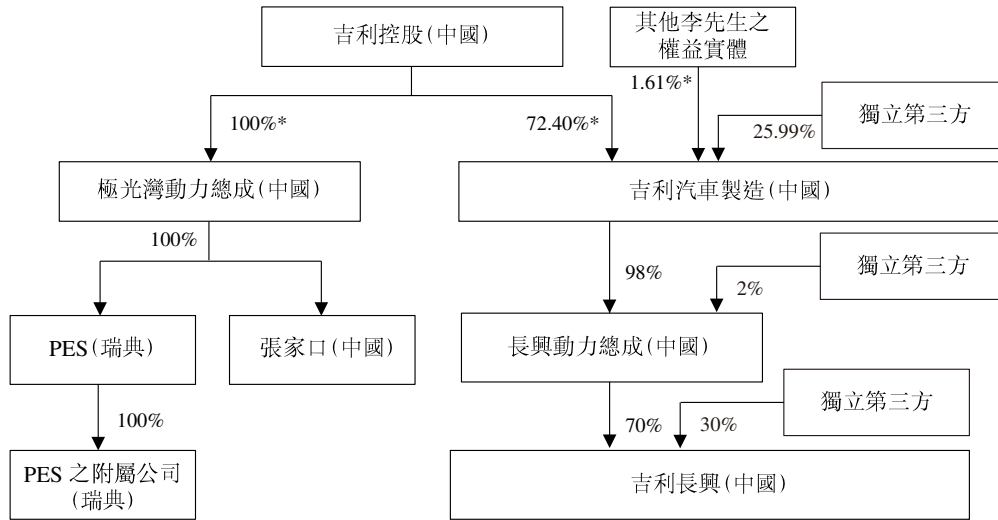 吉利控股(中國)
其他李先生之
權益實體
1.61%*
獨立第三方
100%*
72.40%*
25.99%
極光灣動力總成(中國)
吉利汽車製造(中國)
100%
獨立第三方
98%
2%
PES(瑞典)
張家口(中國)
長興動力總成(中國)
獨立第三方
100%
70%
30%
PES 之附屬公司
(瑞典)
吉利長興(中國)